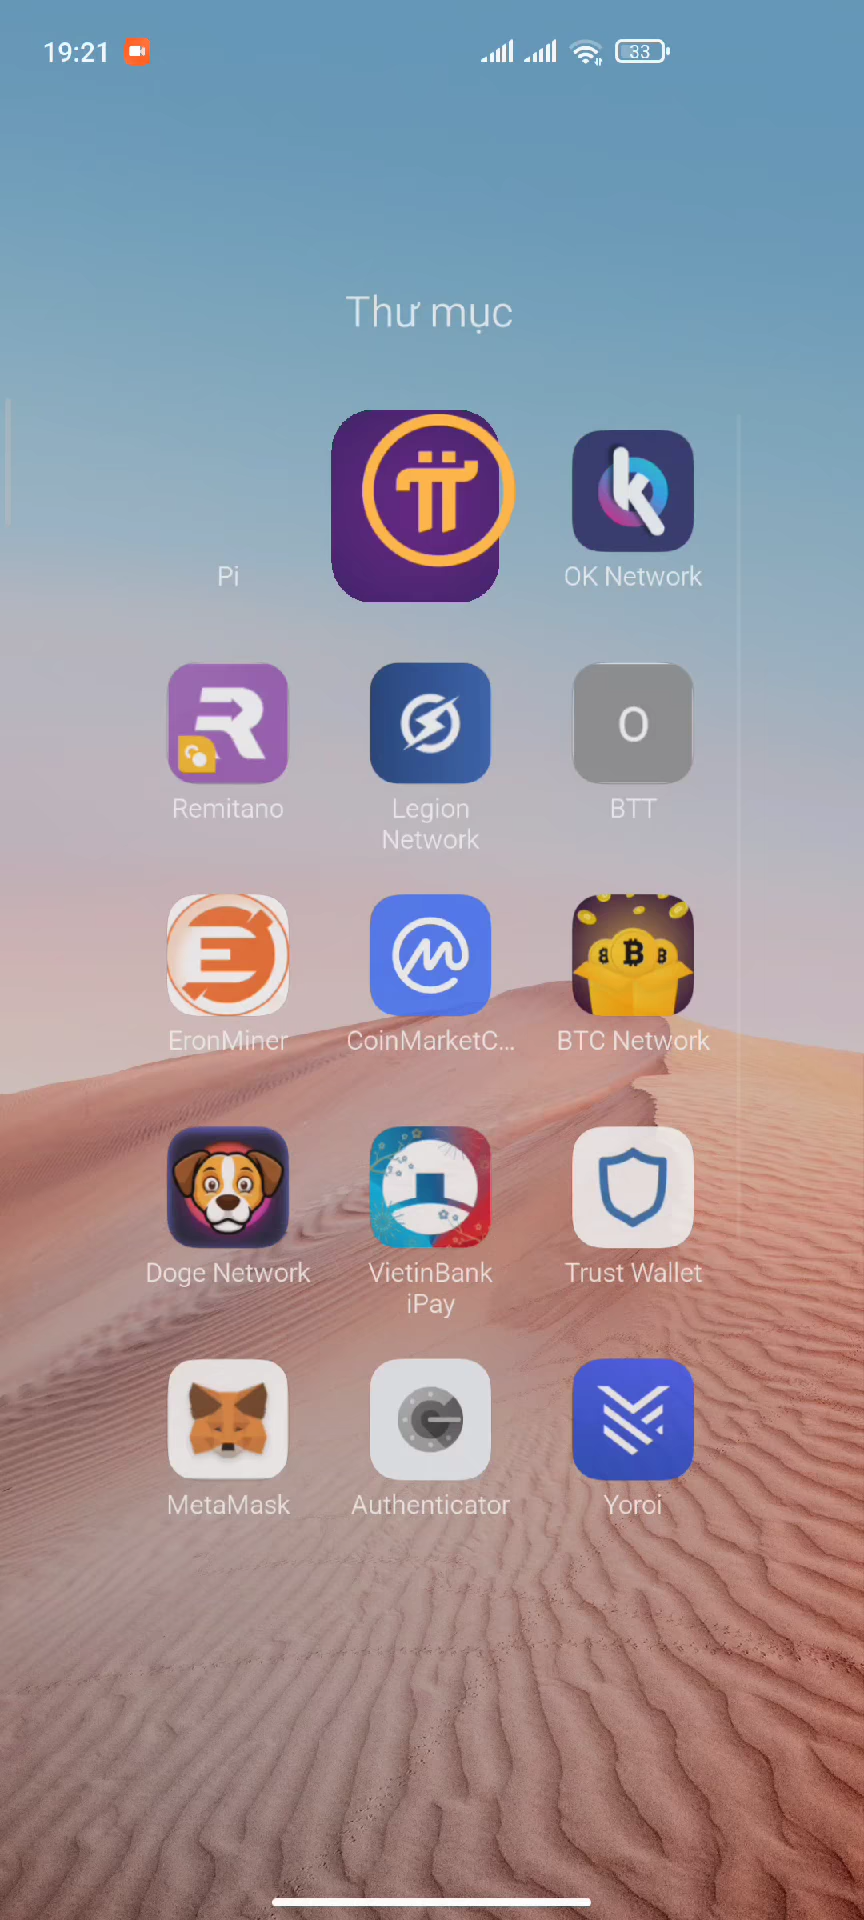 19:21
33
Thư mục
Pi
OK Network
Remitano
Legion
Network
0
BTT
EronMiner
CoinMarketC...
BTC Network
Doge Network
VietinBank
iPay
Trust Wallet
MetaMask
Authenticator
Yoroi